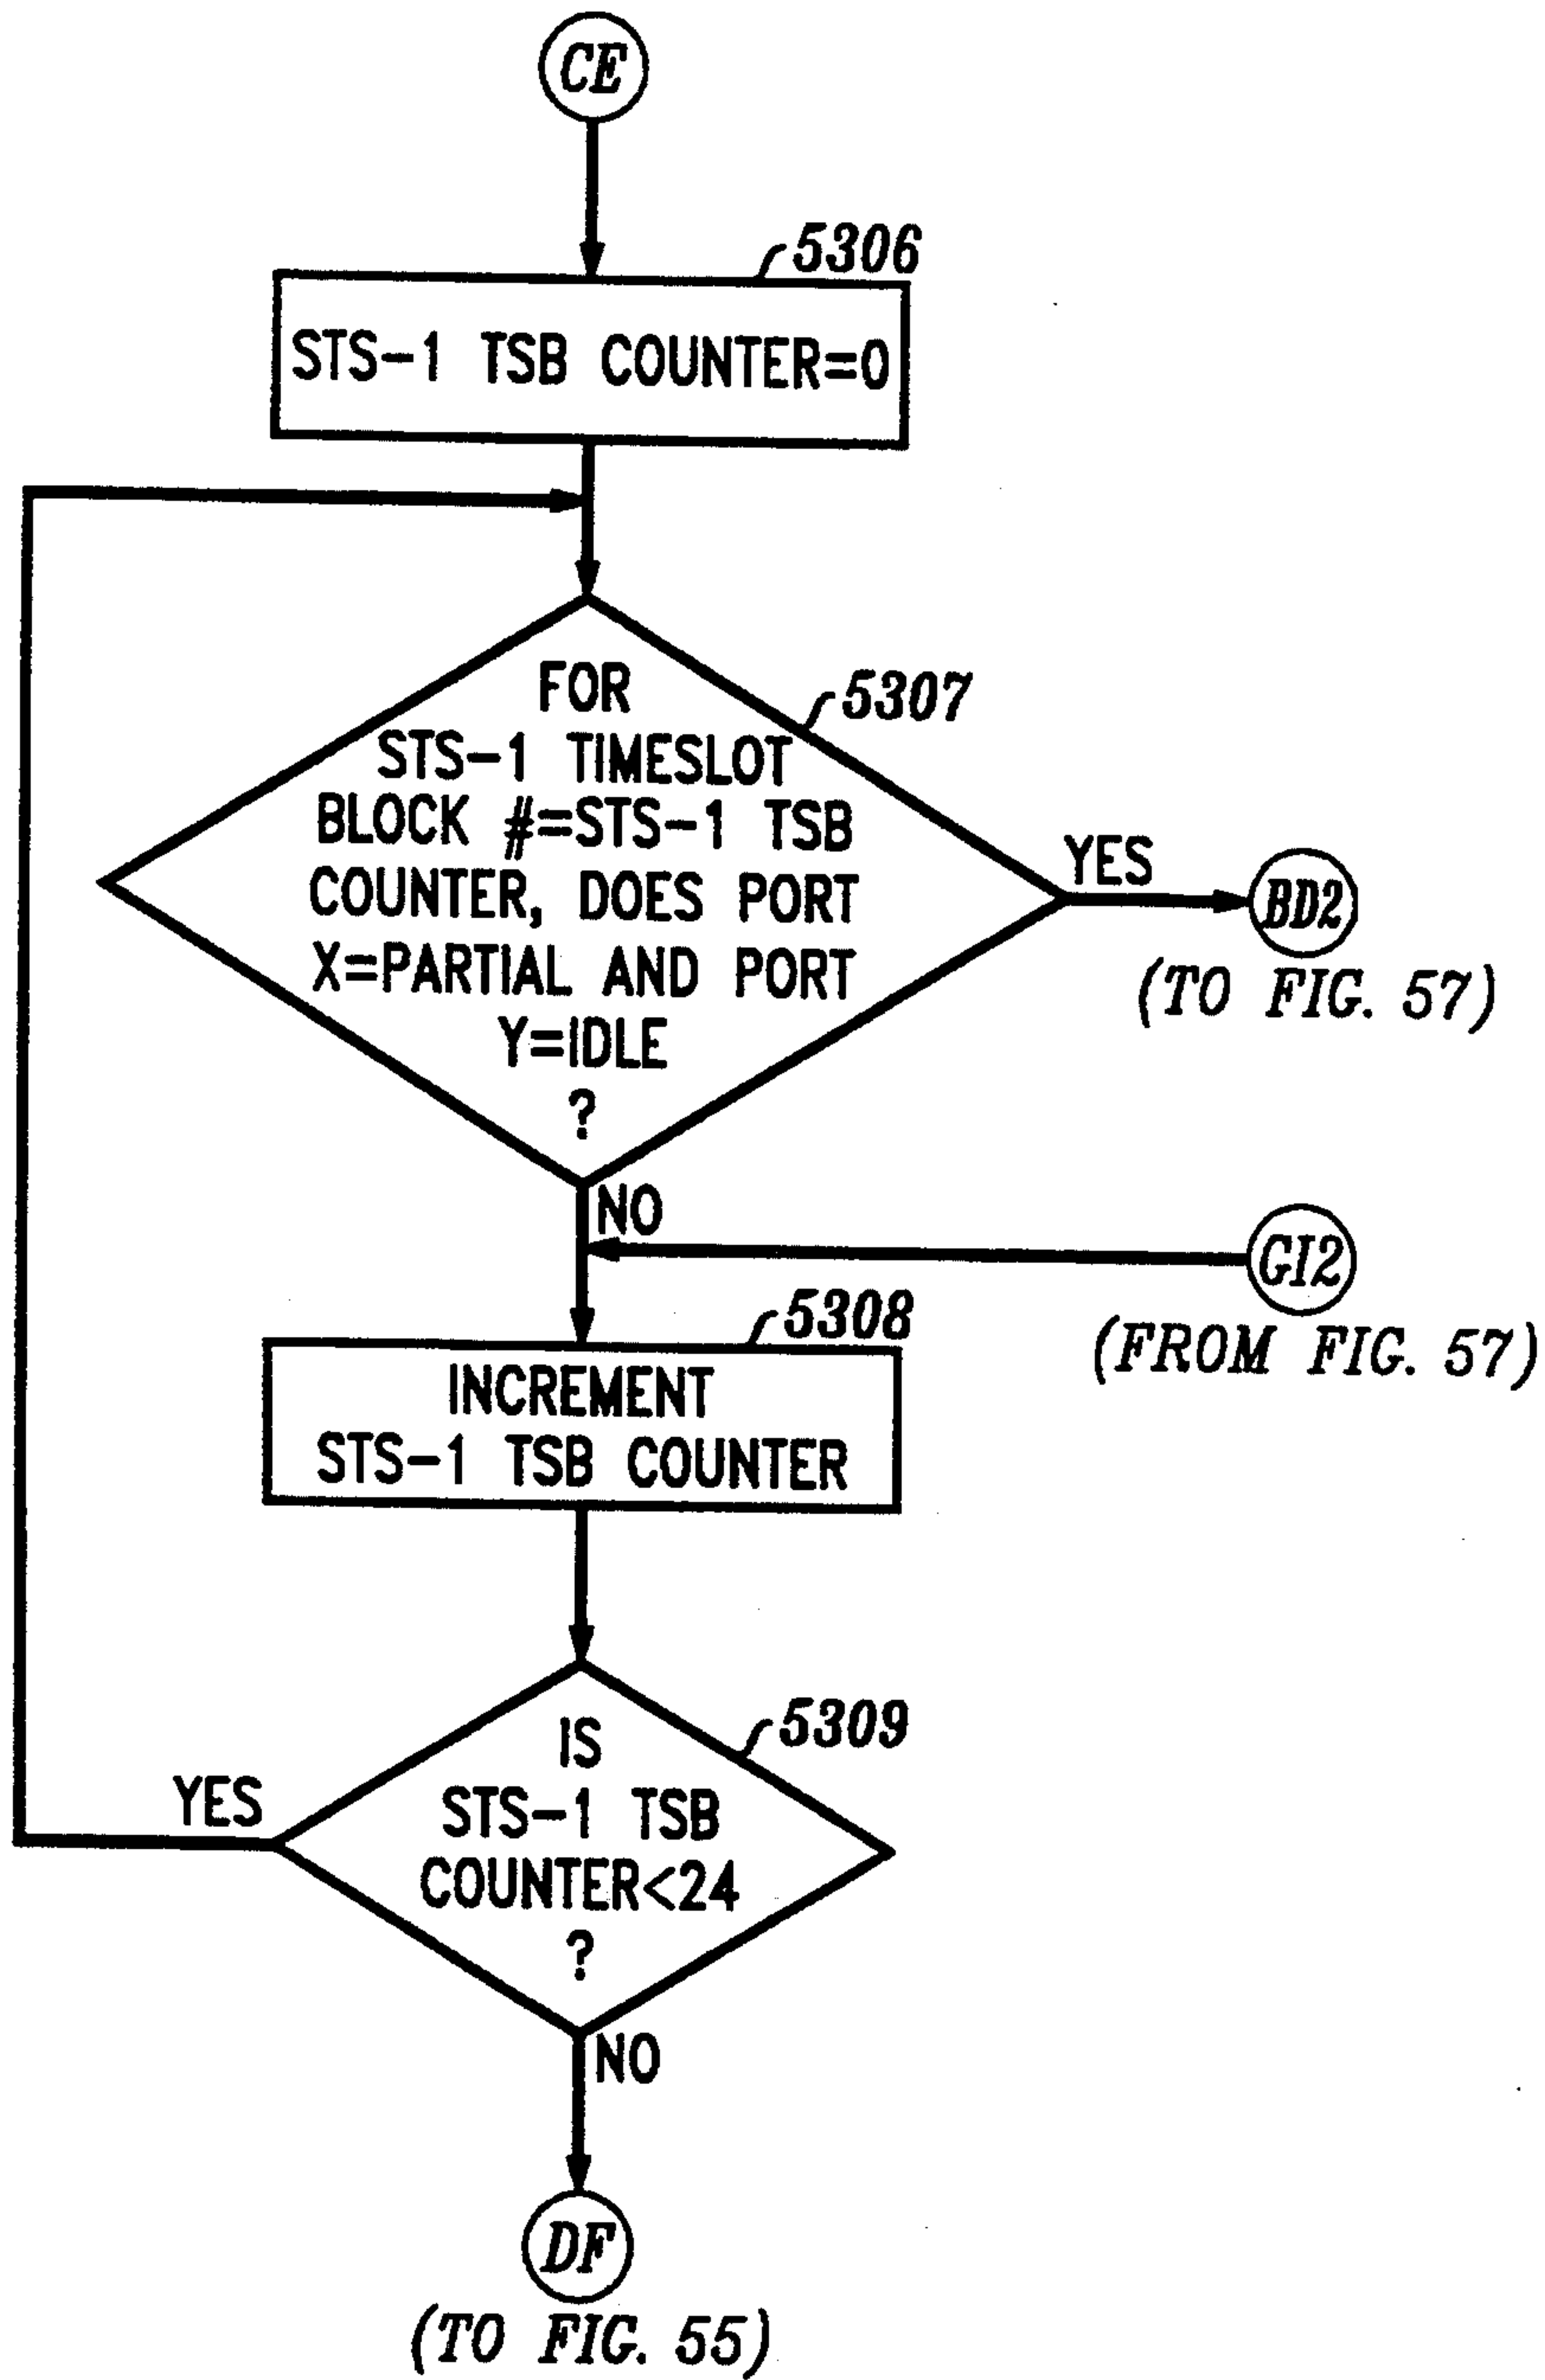 CE
5306
STS-1 TSB COUNTER=0
FOR
5307
STS-1 TIMESLOT
BLOCK #=STS-1 TSB
COUNTER, DOES PORT
X=PARTIAL AND PORT
Y=IDLE
?
YES
BD2
(TO FIG. 57)
NO
GI2
(FROM FIG. 57)
5308
INCREMENT
STS-1 TSB COUNTER
5309
IS
STS-1 TSB
COUNTER<24
?
YES
NO
DF
(TO FIG. 55)